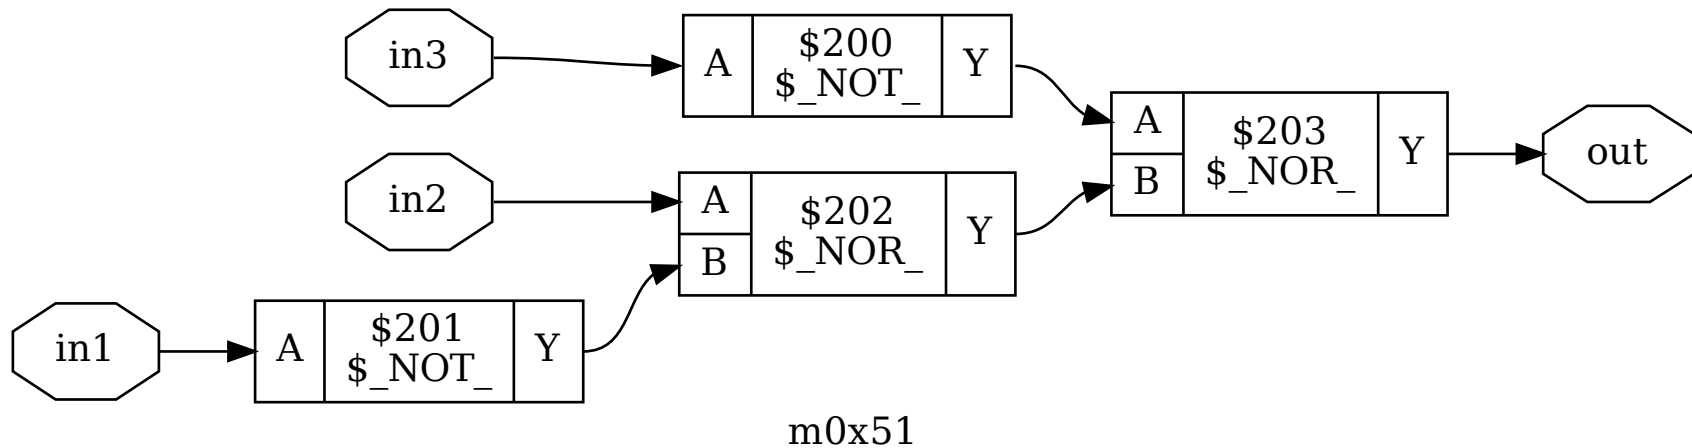 in3
A
$200
$_NOT_
Y
in2
A
B
$202
$_NOR_
Y
in1
A
$201
$_NOT_
Y
A
B
$203
$_NOR_
Y
out
m0x51